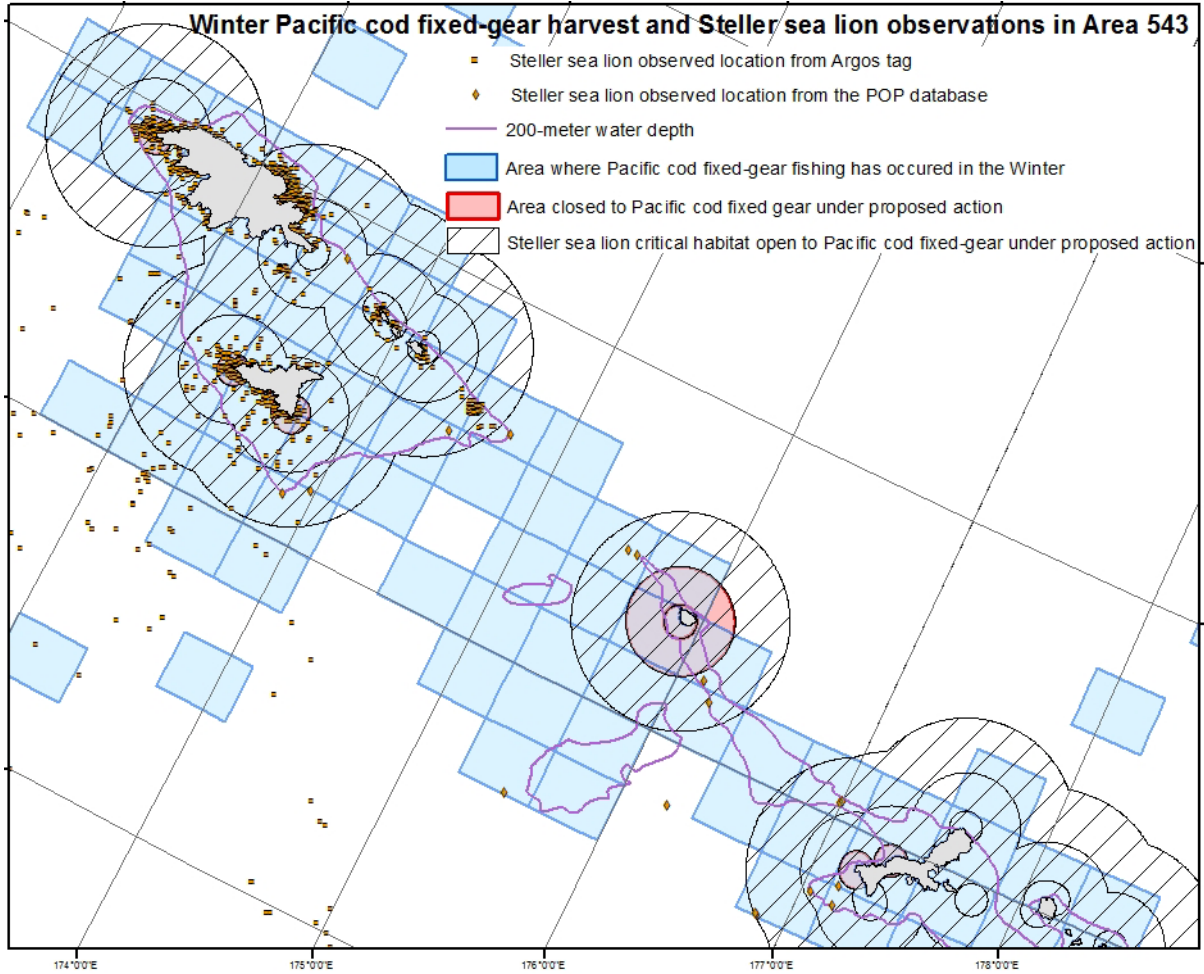 Winter Pacific cod fixed-gear harvest and Steller sea lion observations in Area 543
Steller sea lion observed location from Argos tag
Steller sea lion observed location from the POP database
200-meter water depth
Area where Pacific cod fixed-gear fishing has occured in the Winter
Area closed to Pacific cod fixed gear under proposed action
Steller sea lion critical habitat open to Pacific cod fixed-gear under proposed action
174°0'0"E 175°0'0"E 176°0'0"E 177°0'0"E 178°0'0"E